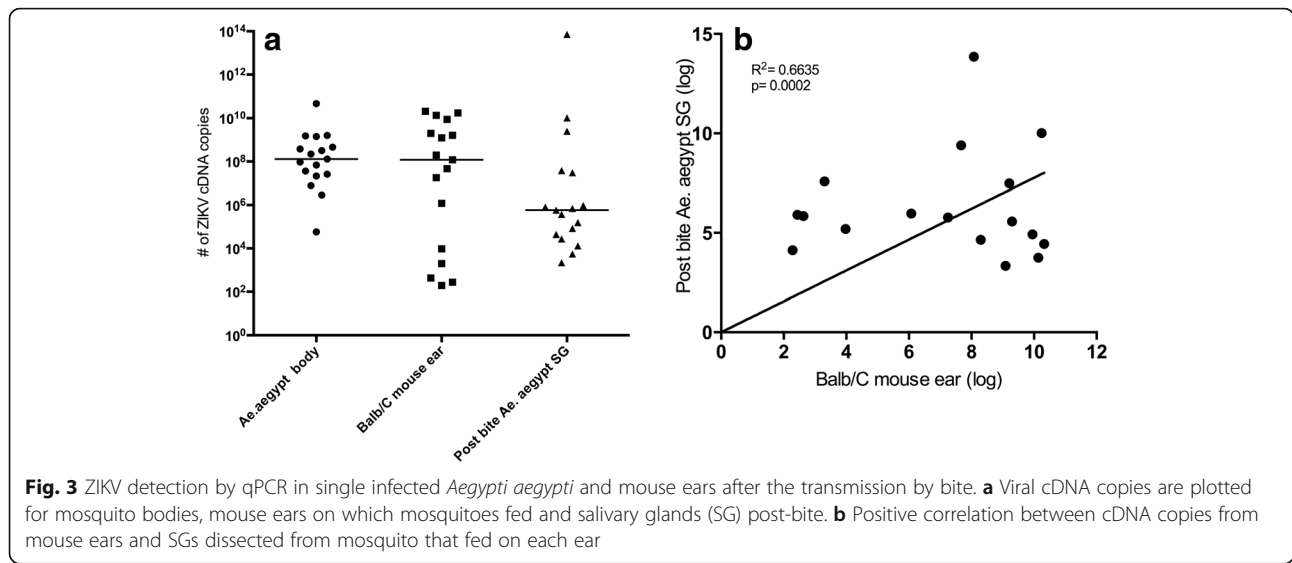 a
# of ZIKV cDNA copies
10^14
10^12
10^10
10^8
10^6
10^4
10^2
10^0
Ae.aegypt body
Balb/C mouse ear
Post bite Ae. aegypt SG
b
R^2= 0.6635
p= 0.0002
Post bite Ae. aegypt SG (log)
15
10
5
0
0 2 4 6 8 10 12
Balb/C mouse ear (log)
Fig. 3 ZIKV detection by qPCR in single infected Aegypti aegypti and mouse ears after the transmission by bite. a Viral cDNA copies are plotted
for mosquito bodies, mouse ears on which mosquitoes fed and salivary glands (SG) post-bite. b Positive correlation between cDNA copies from
mouse ears and SGs dissected from mosquito that fed on each ear